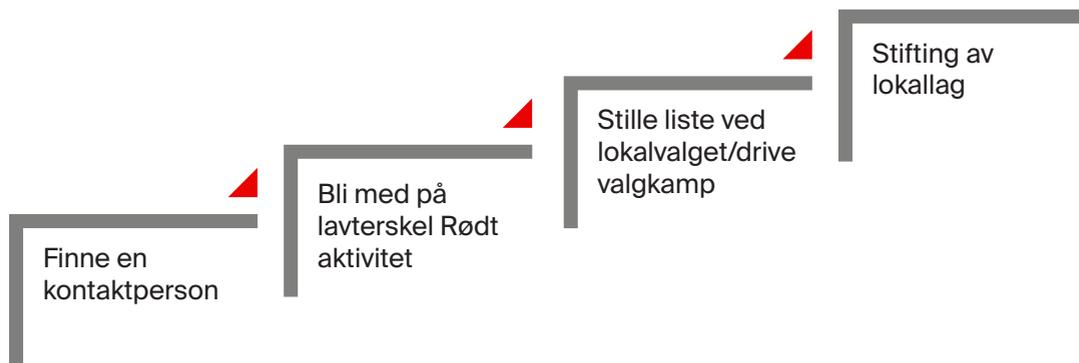 Finne en
kontaktperson
Bli med på
lavterskel Rødt
aktivitet
Stille liste ved
lokalvalget/drive
valgkamp
Stifting av
lokallag